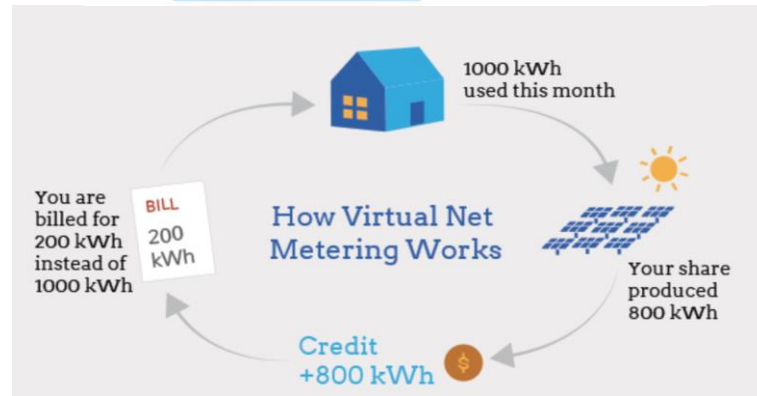 How Virtual Net
Metering Works
1000 kWh
used this month
Your share
produced
800 kWh
Credit
+800 kWh
$
You are
billed for
200 kWh
instead of
1000 kWh
BILL
200
kWh